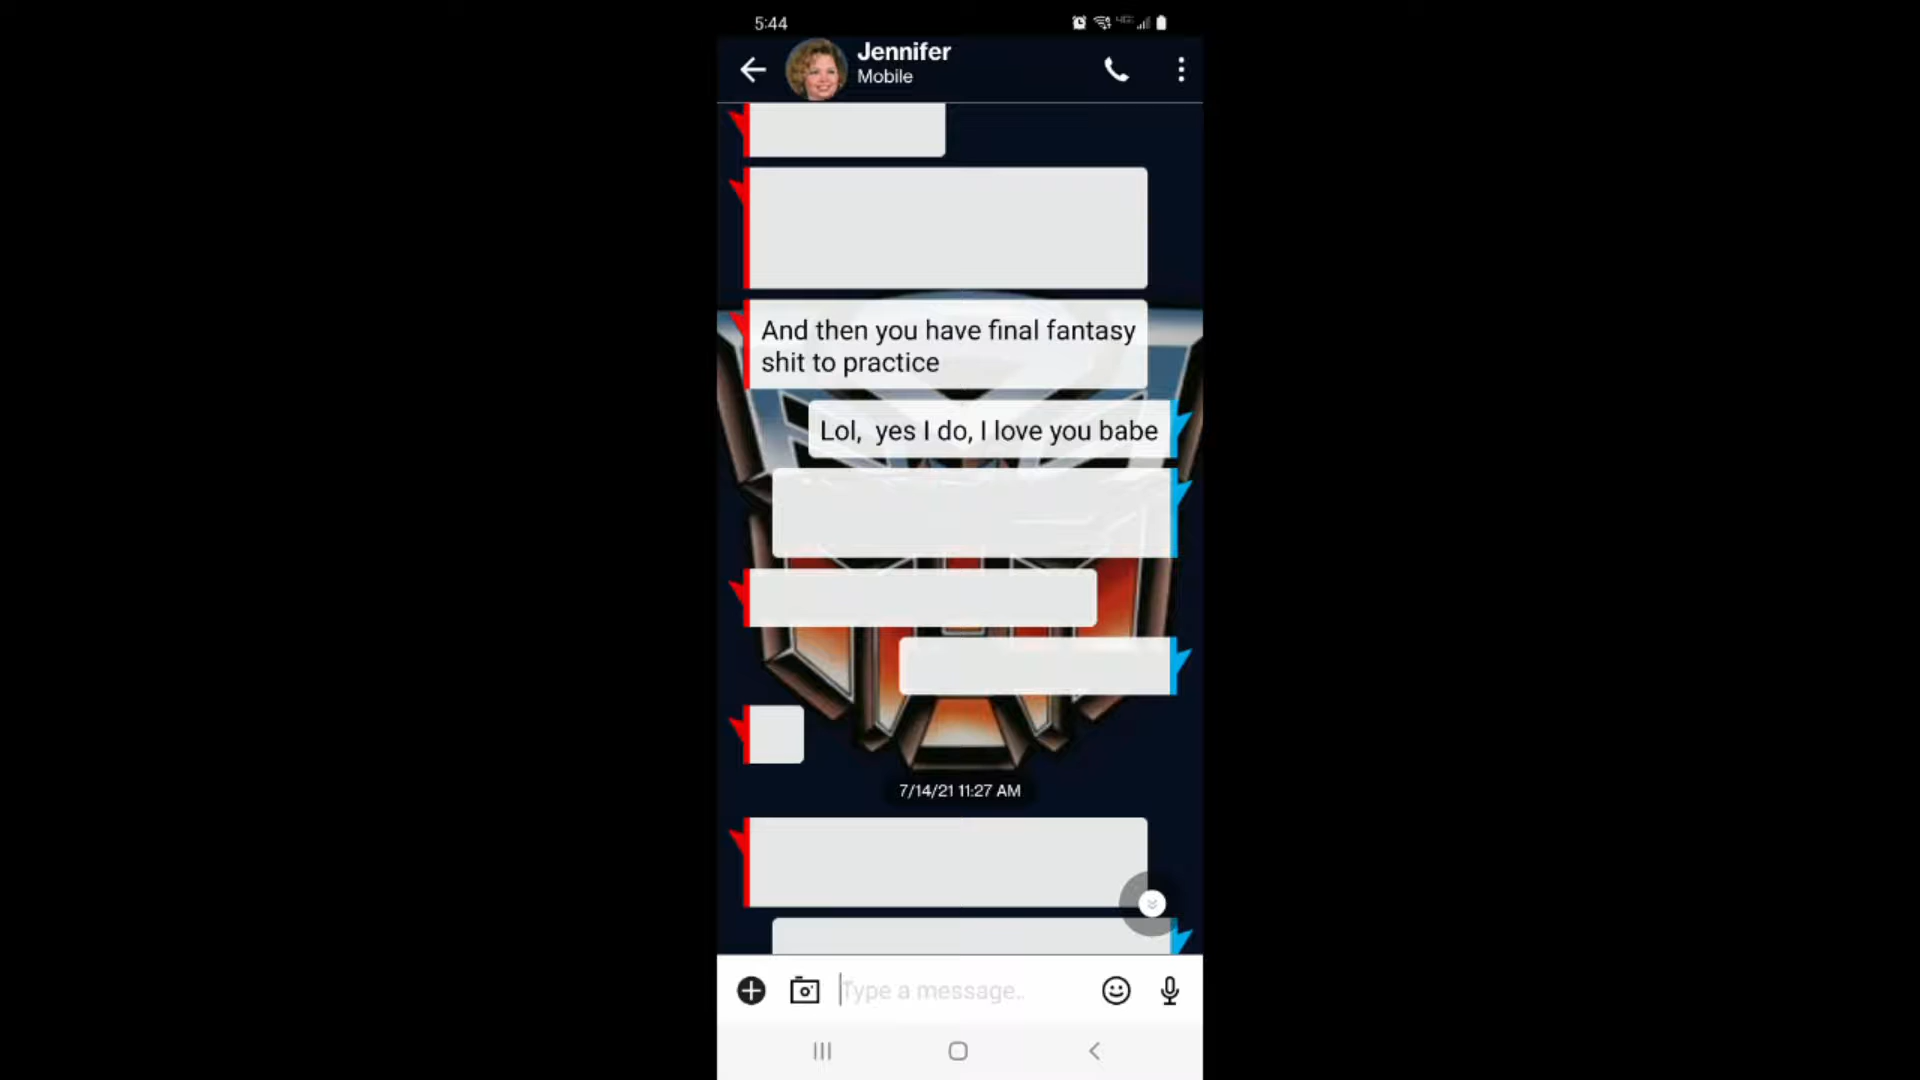 5:44
Jennifer
Mobile
And then you have final fantasy
shit to practice
Lol,  yes I do, I love you babe
7/14/21 11:27 AM
Type a message..